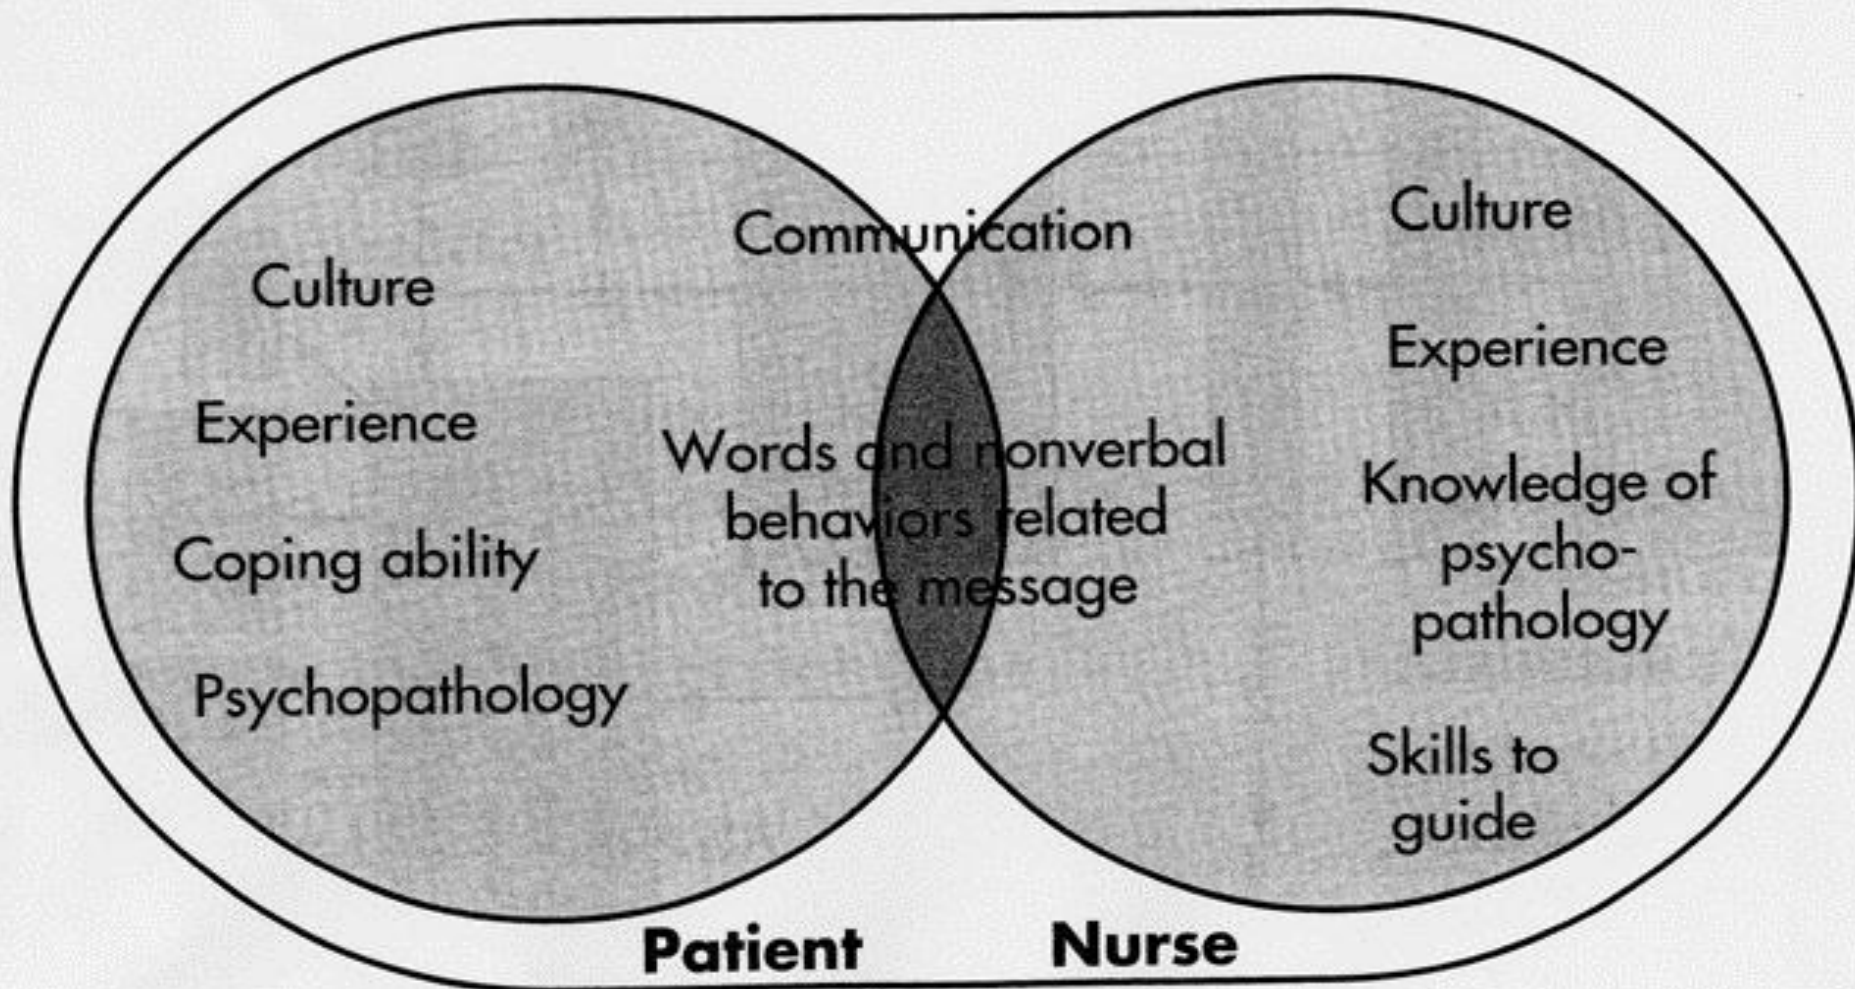 Culture
Experience
Coping ability
Psychopathology
Communication
Words and nonverbal
behaviors related
to the message
Culture
Experience
Knowledge of
psycho-
pathology
Skills to
guide
Patient
Nurse